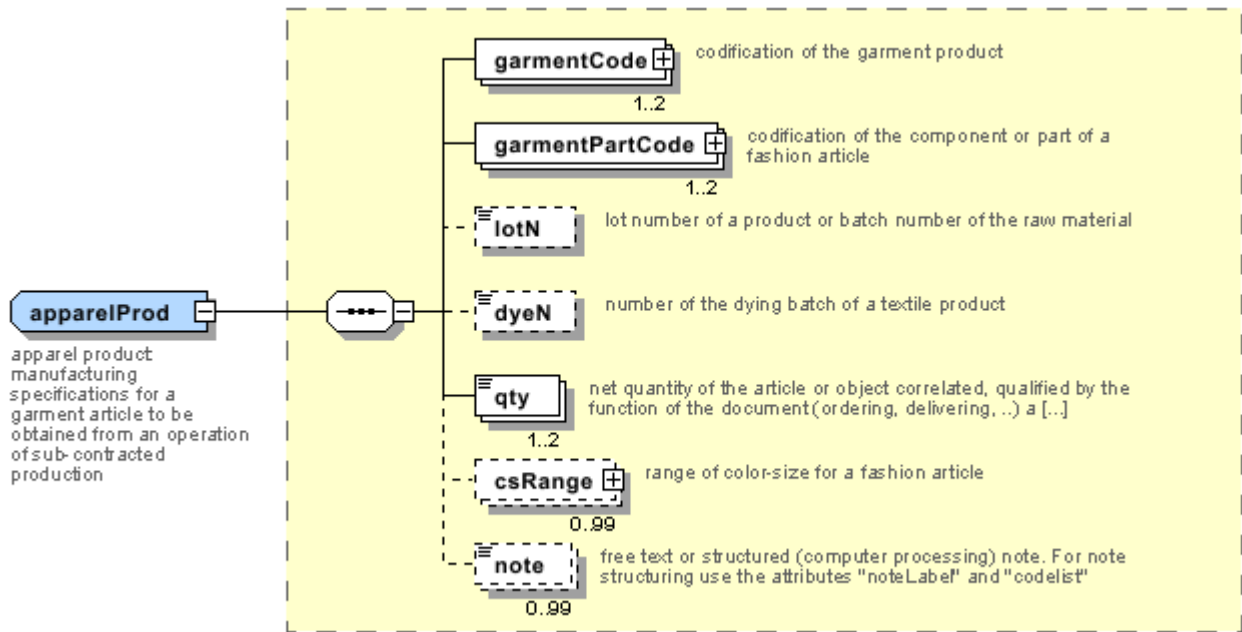 garmentCode
codification of the garment product
1..2
garmentPartCode
codification of the component or part of a
fashion article
1..2
lotN
lot number of a product or batch number of the raw material
apparelProd
apparel product
manufacturing
specifications for a
garment article to be
obtained from an operation
of sub-contracted
production
dyeN
number of the dying batch of a textile product
qty
net quantity of the article or object correlated, qualified by the
function of the document (ordering, delivering, ..) a [...]
1..2
csRange
range of color-size for a fashion article
0..99
note
free text or structured (computer processing) note. For note
structuring use the attributes "noteLabel" and "codelist"
0..99